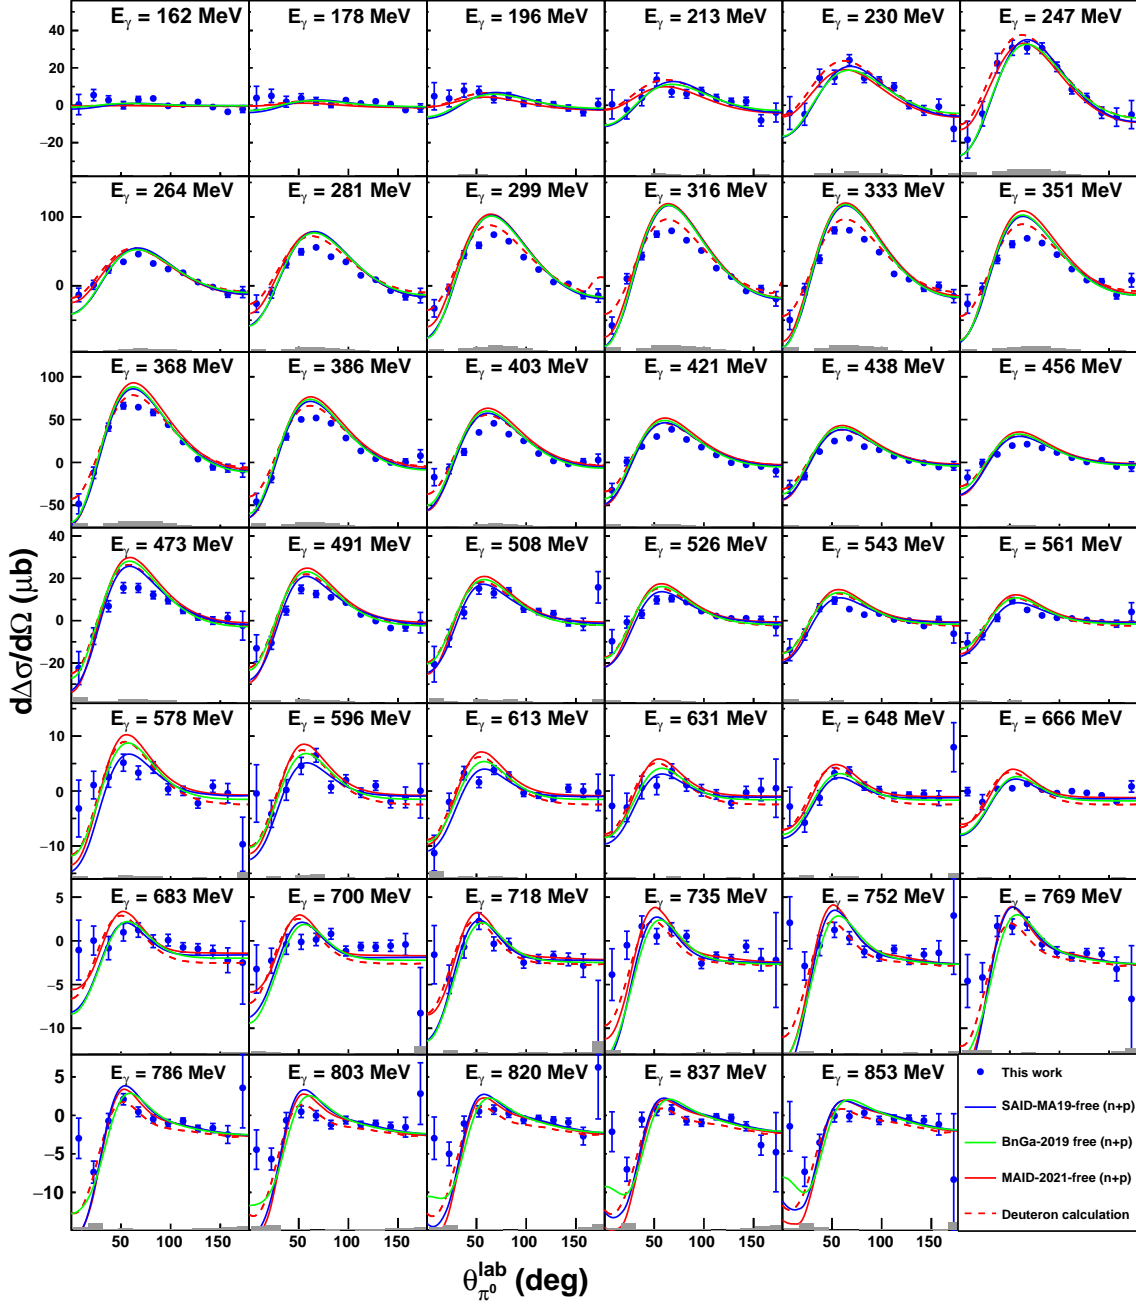 E_γ = 162 MeV E_γ = 178 MeV E_γ = 196 MeV E_γ = 213 MeV E_γ = 230 MeV E_γ = 247 MeV
40
20
0
−20
E_γ = 264 MeV E_γ = 281 MeV E_γ = 299 MeV E_γ = 316 MeV E_γ = 333 MeV E_γ = 351 MeV
100
50
0
E_γ = 368 MeV E_γ = 386 MeV E_γ = 403 MeV E_γ = 421 MeV E_γ = 438 MeV E_γ = 456 MeV
100
50
0
−50
E_γ = 473 MeV E_γ = 491 MeV E_γ = 508 MeV E_γ = 526 MeV E_γ = 543 MeV E_γ = 561 MeV
40
20
0
−20
dΔσ/dΩ (μb)
E_γ = 578 MeV E_γ = 596 MeV E_γ = 613 MeV E_γ = 631 MeV E_γ = 648 MeV E_γ = 666 MeV
10
0
−10
E_γ = 683 MeV E_γ = 700 MeV E_γ = 718 MeV E_γ = 735 MeV E_γ = 752 MeV E_γ = 769 MeV
5
0
−5
−10
E_γ = 786 MeV E_γ = 803 MeV E_γ = 820 MeV E_γ = 837 MeV E_γ = 853 MeV
5
0
−5
−10
This work
SAID-MA19-free (n+p)
BnGa-2019 free (n+p)
MAID-2021-free (n+p)
Deuteron calculation
50 100 150 50 100 150 50 100 150 50 100 150 50 100 150
θ_π⁰^lab (deg)